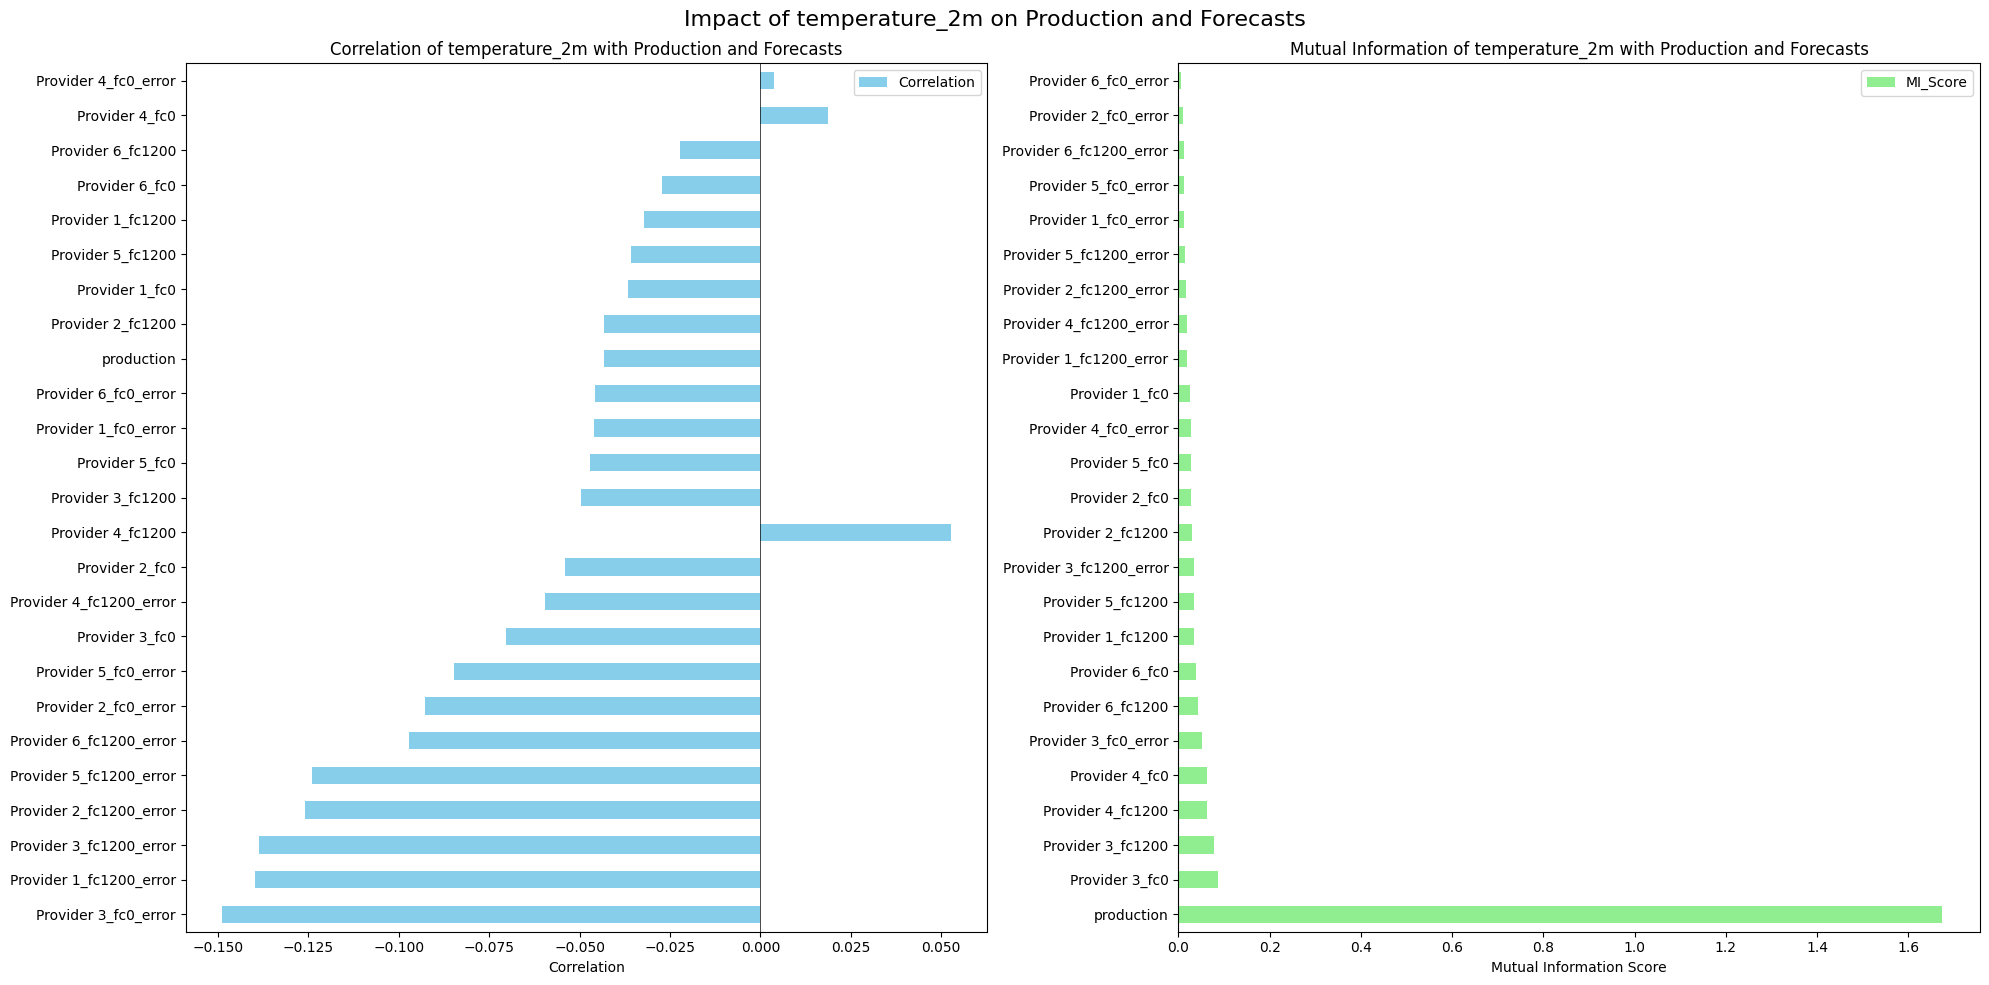 Impact of temperature_2m on Production and Forecasts
Correlation of temperature_2m with Production and Forecasts
Correlation
Provider 4_fc0_error
Provider 4_fc0
Provider 6_fc1200
Provider 6_fc0
Provider 1_fc1200
Provider 5_fc1200
Provider 1_fc0
Provider 2_fc1200
production
Provider 6_fc0_error
Provider 1_fc0_error
Provider 5_fc0
Provider 3_fc1200
Provider 4_fc1200
Provider 2_fc0
Provider 4_fc1200_error
Provider 3_fc0
Provider 5_fc0_error
Provider 2_fc0_error
Provider 6_fc1200_error
Provider 5_fc1200_error
Provider 2_fc1200_error
Provider 3_fc1200_error
Provider 1_fc1200_error
Provider 3_fc0_error
−0.150 −0.125 −0.100 −0.075 −0.050 −0.025 0.000 0.025 0.050
Correlation
Mutual Information of temperature_2m with Production and Forecasts
MI_Score
Provider 6_fc0_error
Provider 2_fc0_error
Provider 6_fc1200_error
Provider 5_fc0_error
Provider 1_fc0_error
Provider 5_fc1200_error
Provider 2_fc1200_error
Provider 4_fc1200_error
Provider 1_fc1200_error
Provider 1_fc0
Provider 4_fc0_error
Provider 5_fc0
Provider 2_fc0
Provider 2_fc1200
Provider 3_fc1200_error
Provider 5_fc1200
Provider 1_fc1200
Provider 6_fc0
Provider 6_fc1200
Provider 3_fc0_error
Provider 4_fc0
Provider 4_fc1200
Provider 3_fc1200
Provider 3_fc0
production
0.0 0.2 0.4 0.6 0.8 1.0 1.2 1.4 1.6
Mutual Information Score